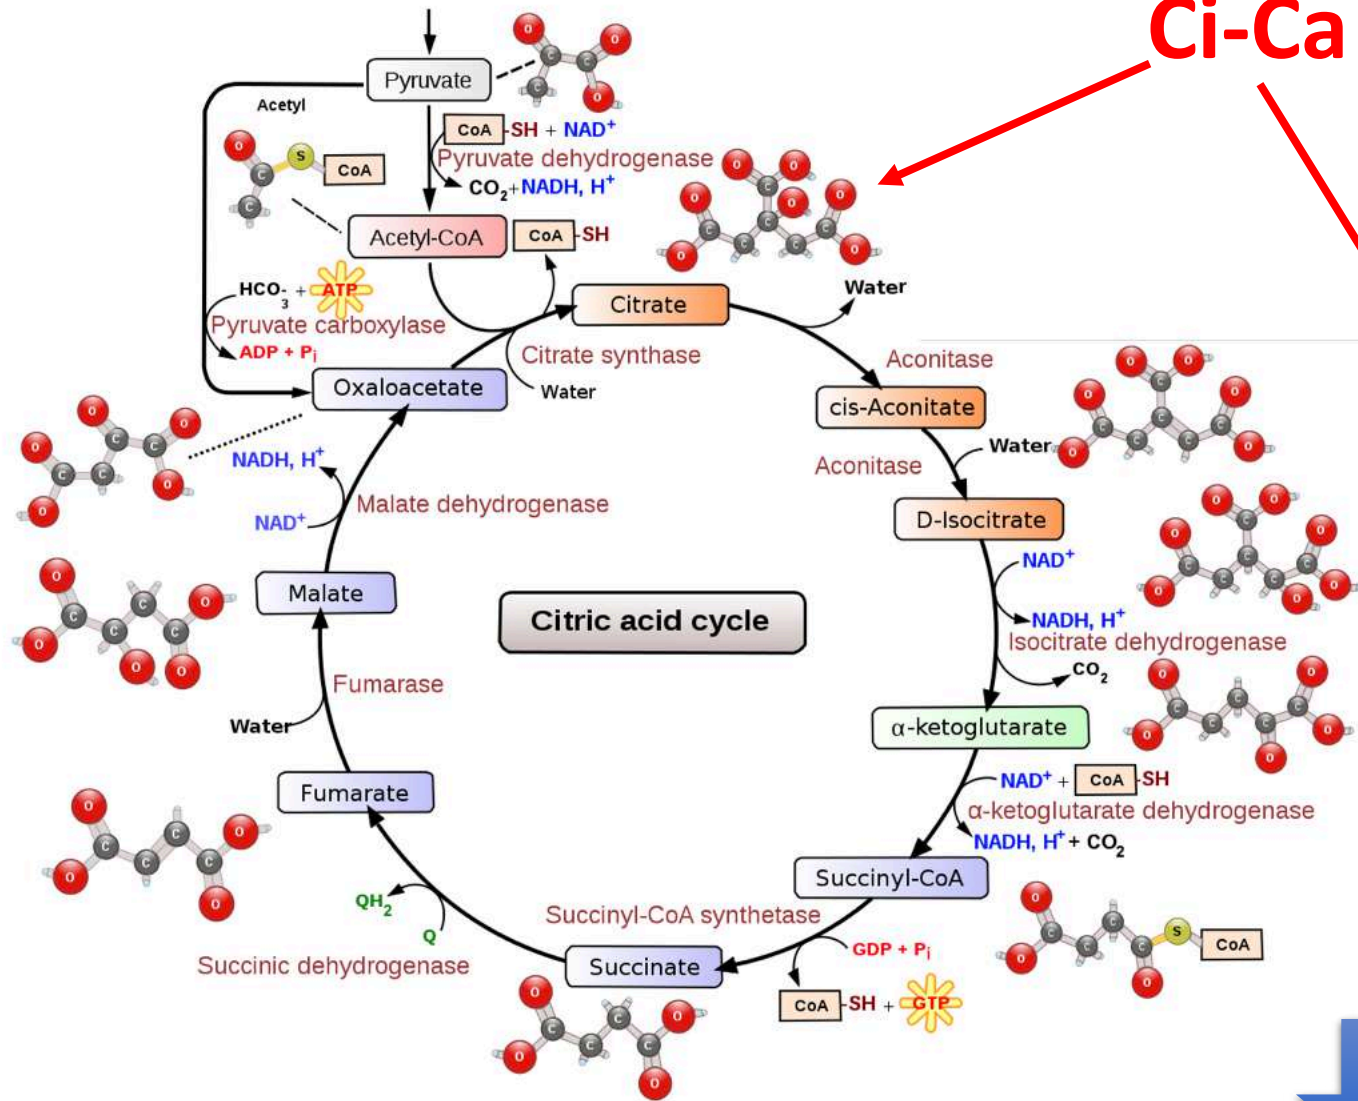 Ci-Ca
Pyruvate
Acetyl
CoA -SH + NAD⁺
Pyruvate dehydrogenase
CO₂+NADH, H⁺
S
CoA
Acetyl-CoA
CoA -SH
HCO₃- + ATP
Pyruvate carboxylase
ADP + Pᵢ
Citrate
Water
Citrate synthase
Water
Oxaloacetate
Aconitase
cis-Aconitate
Water
Aconitase
D-Isocitrate
NAD⁺
NADH, H⁺
Isocitrate dehydrogenase
CO₂
NADH, H⁺
Malate dehydrogenase
NAD⁺
Malate
Citric acid cycle
Fumarase
Water
α-ketoglutarate
NAD⁺ + CoA -SH
α-ketoglutarate dehydrogenase
NADH, H⁺ + CO₂
Fumarate
Succinyl-CoA
S
CoA
QH₂
Q
Succinic dehydrogenase
Succinyl-CoA synthetase
GDP + Pᵢ
Succinate
CoA -SH + GTP